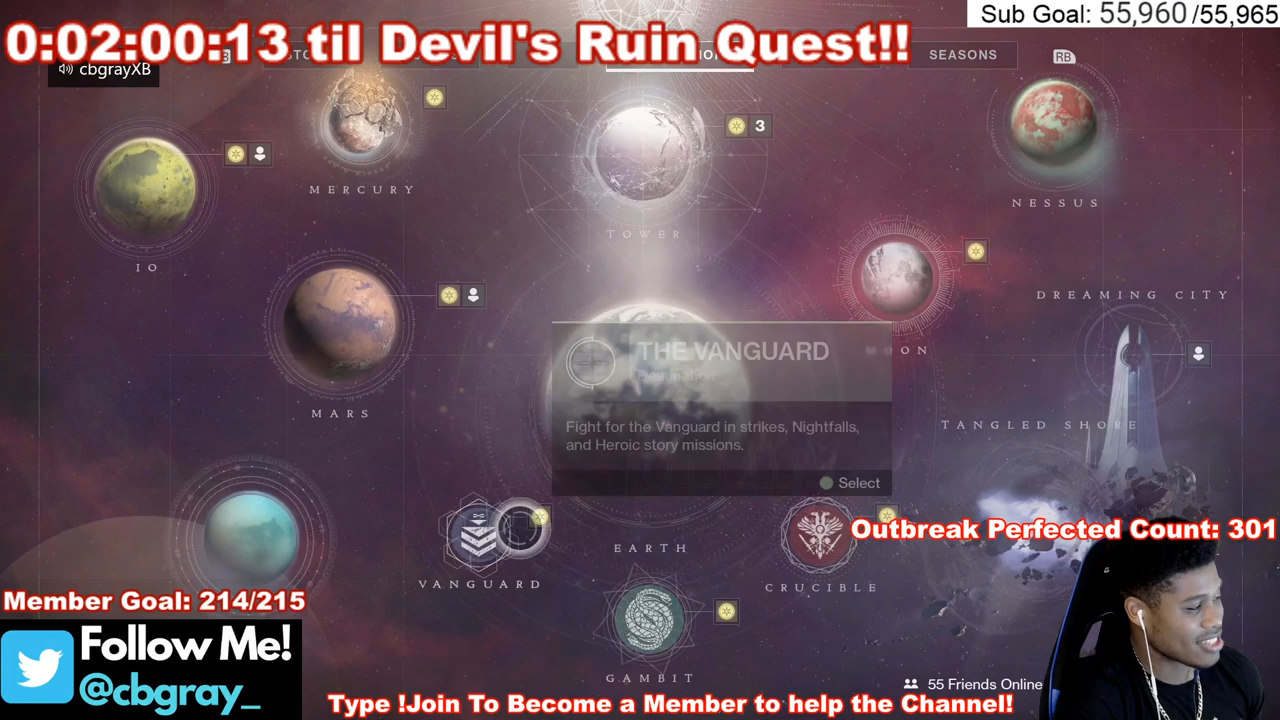 Sub Goal: 55,960/55,965
0:02:00:13 til Devil's Ruin Quest!!
SEASONS
RB
cbgrayXB
3
MERCURY
NESSUS
TOWER
IO
DREAMING CITY
THE VANGUARD
MOON
MARS
TANGLED SHORE
Fight for the Vanguard in strikes, Nightfalls,
and Heroic story missions.
Select
Outbreak Perfected Count: 301
EARTH
VANGUARD
CRUCIBLE
Member Goal: 214/215
Follow Me!
@cbgray_
GAMBIT
55 Friends Online
Type !Join To Become a Member to help the Channel!